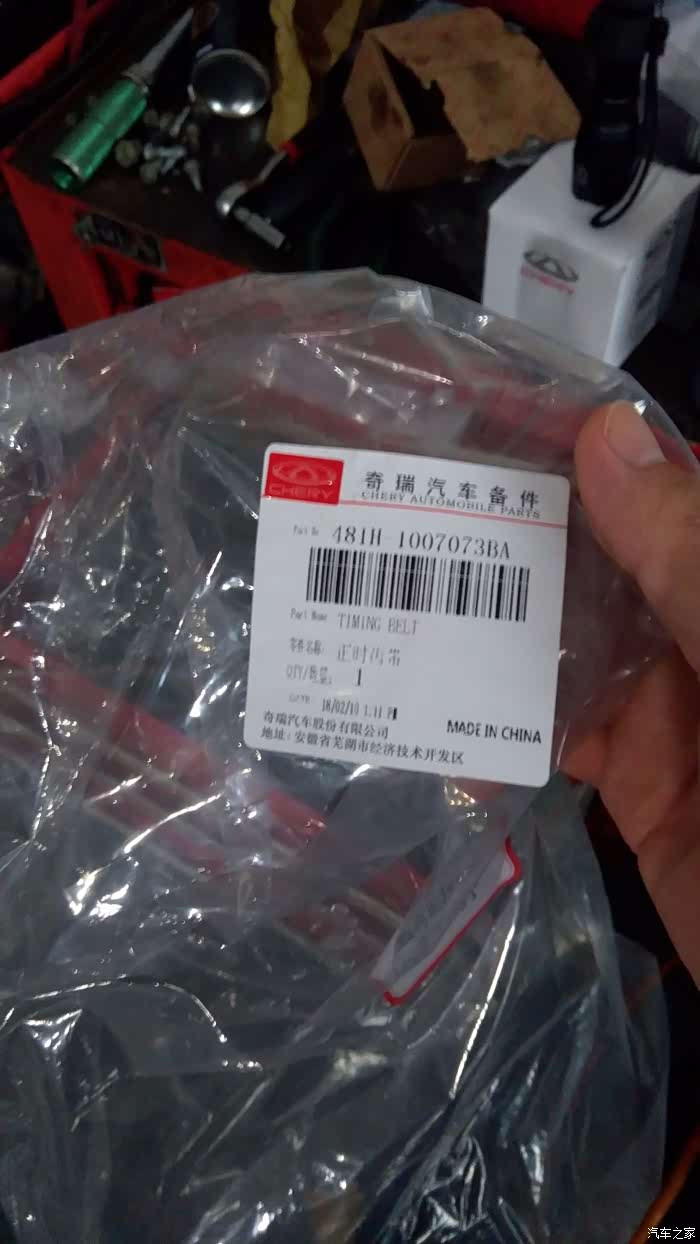 CHERY
CHERY
奇瑞汽车备件
CHERY AUTOMOBILE PARTS
Part No 481H-1007073BA
Part Name TIMING BELT
零件名称: 正时齿带
QTY/数量: 1
DATE 18/02/10
奇瑞汽车股份有限公司
MADE IN CHINA
地址:安徽省芜湖市经济技术开发区
汽车之家